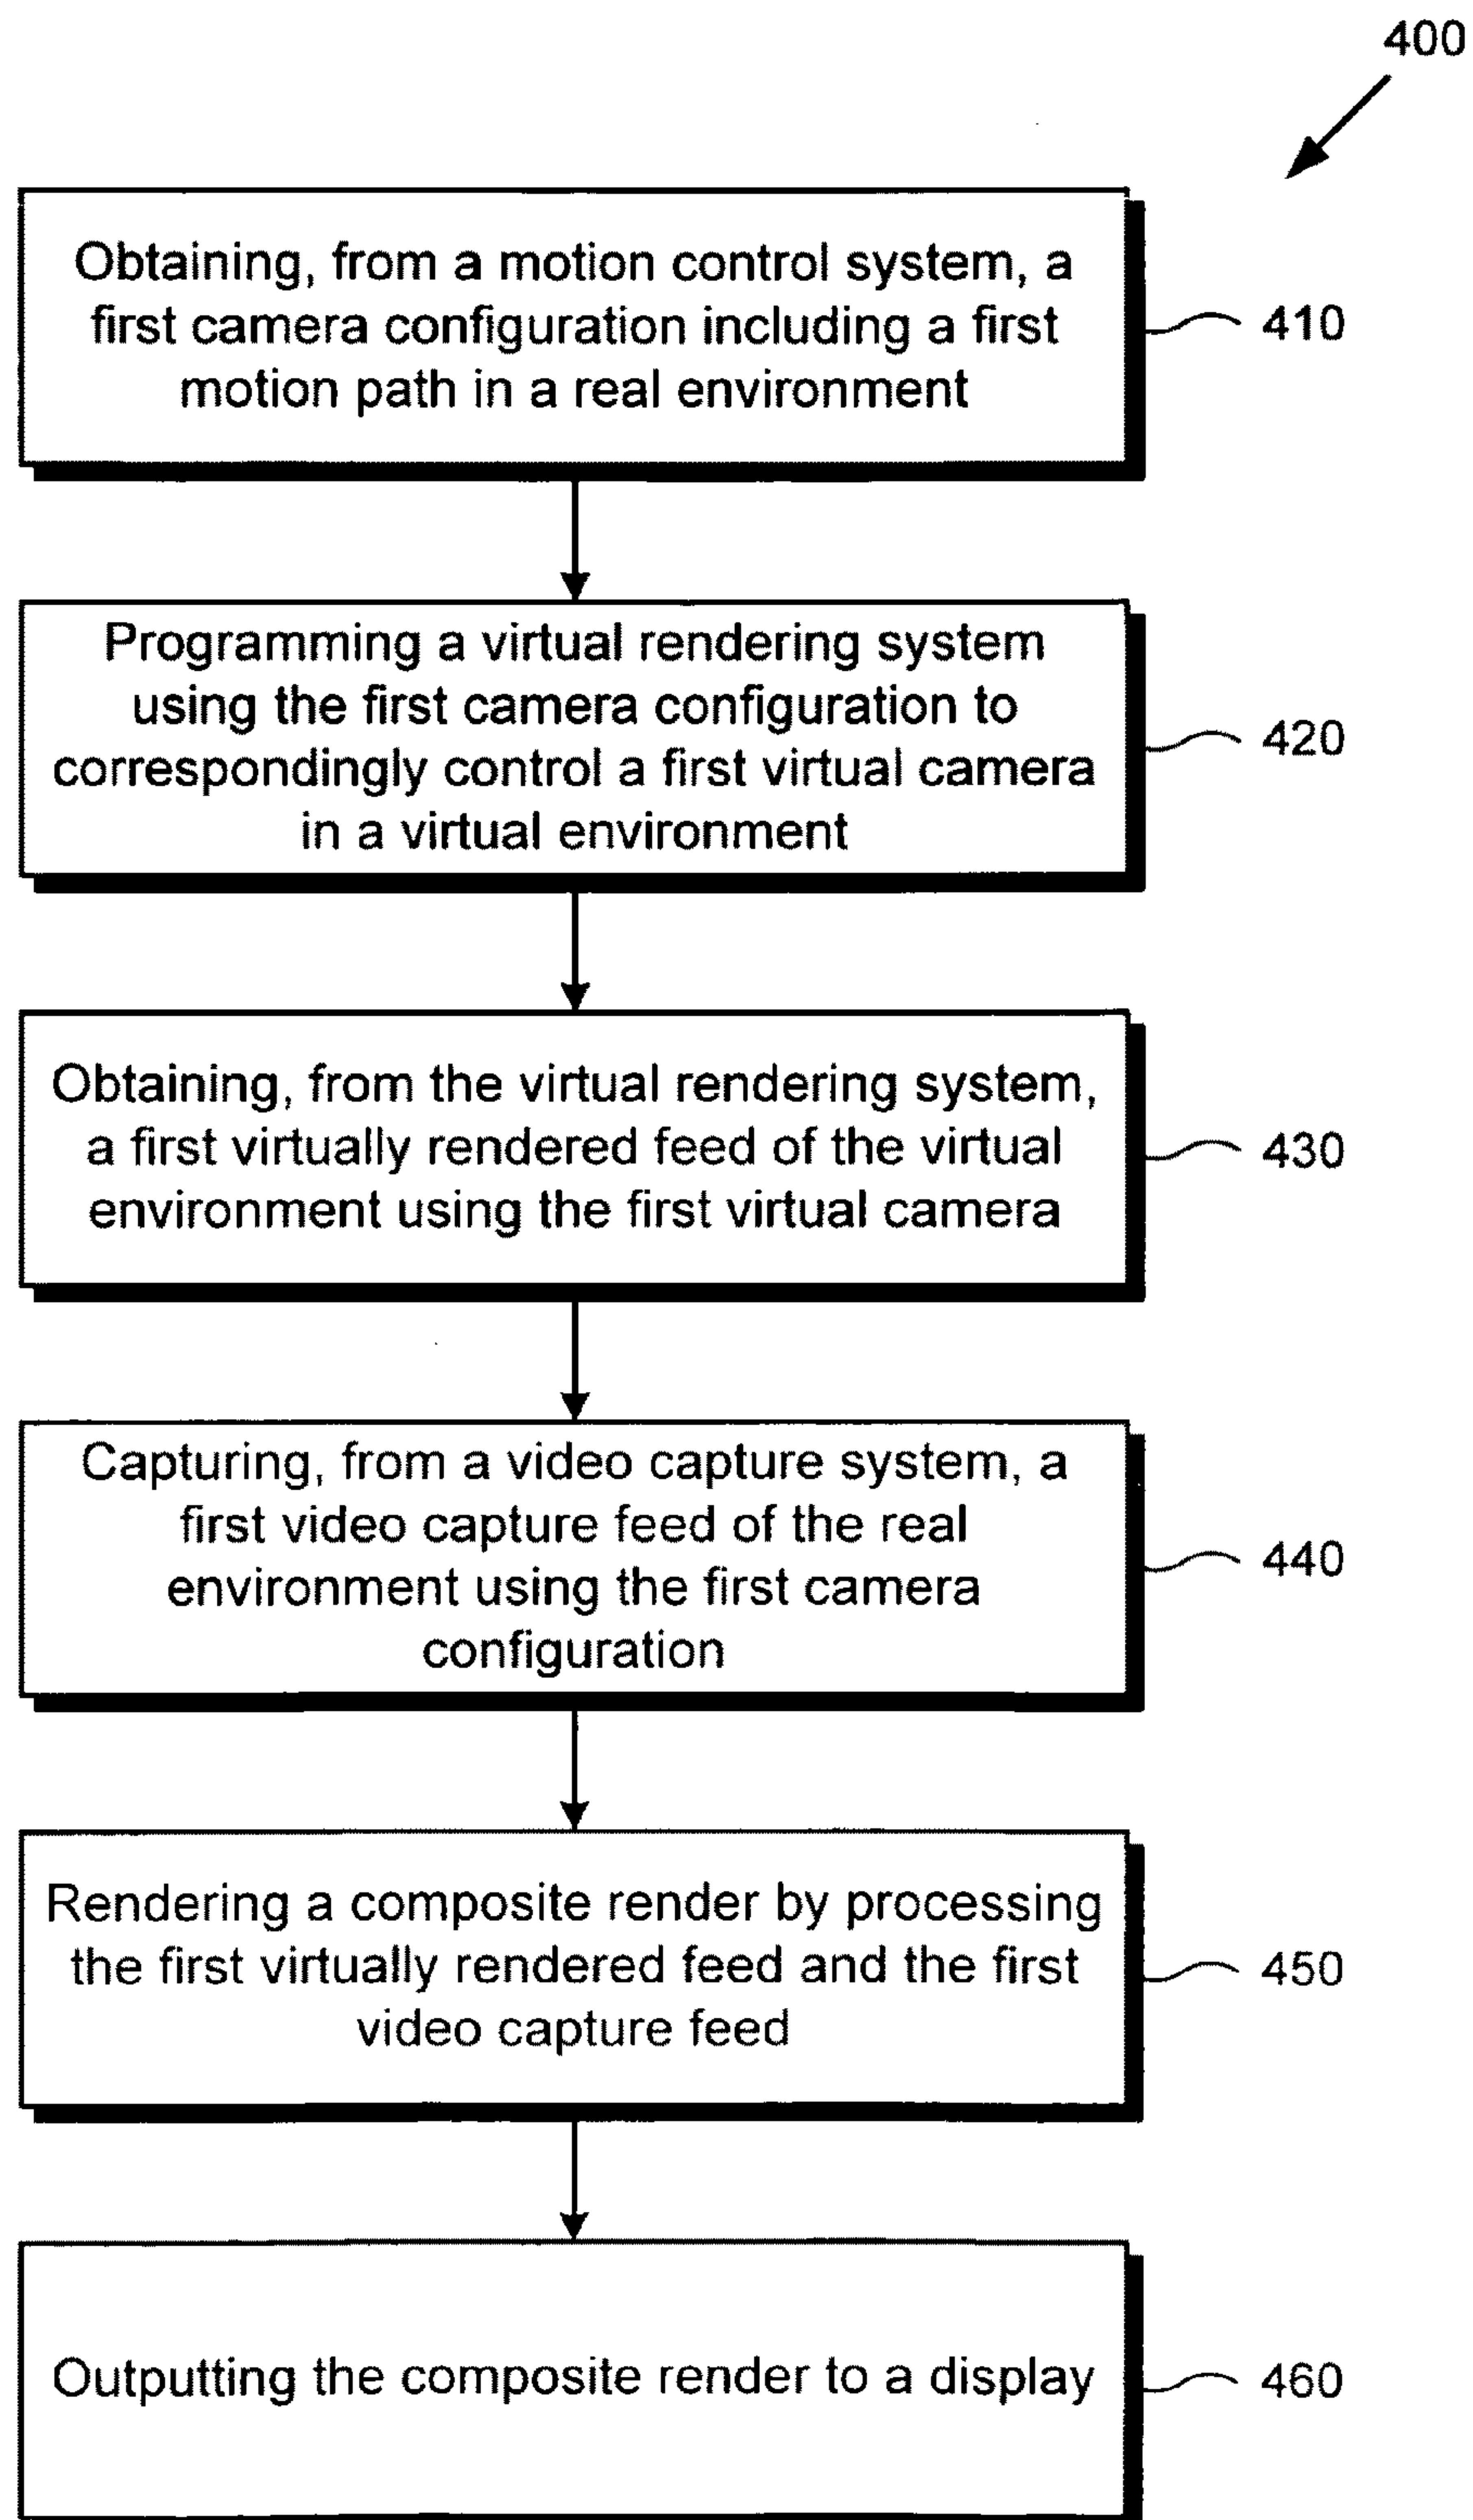 400
Obtaining, from a motion control system, a
first camera configuration including a first
motion path in a real environment
410
Programming a virtual rendering system
using the first camera configuration to
correspondingly control a first virtual camera
in a virtual environment
420
Obtaining, from the virtual rendering system,
a first virtually rendered feed of the virtual
environment using the first virtual camera
430
Capturing, from a video capture system, a
first video capture feed of the real
environment using the first camera
configuration
440
Rendering a composite render by processing
the first virtually rendered feed and the first
video capture feed
450
Outputting the composite render to a display
460